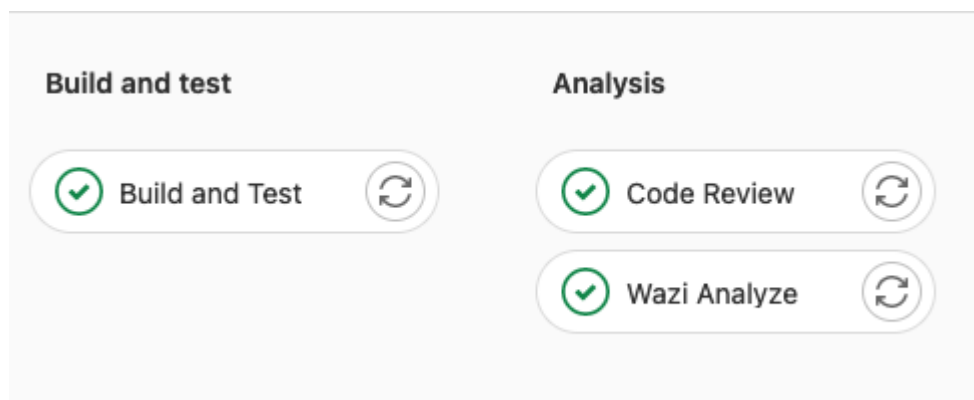 Build and test
Build and Test
Analysis
Code Review
Wazi Analyze